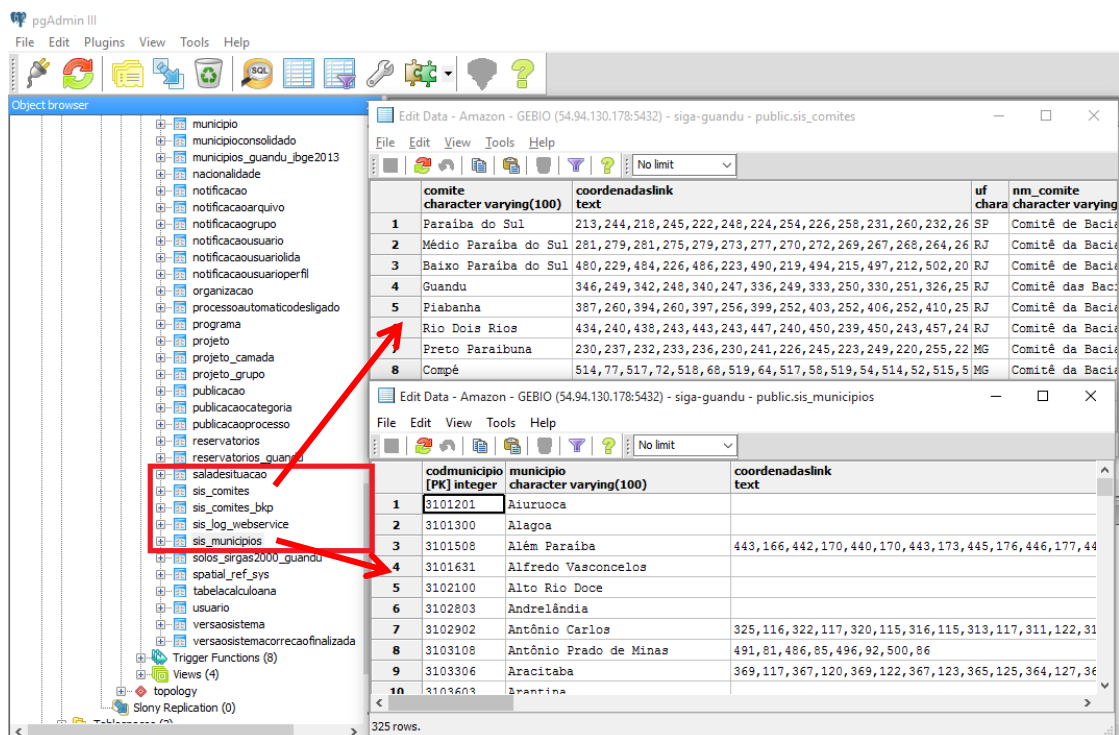 pgAdmin III
File Edit Plugins View Tools Help
SQL
Object browser
municipio
municipioconsolidado
municipios_guandu_ibge2013
nacionalidade
notificacao
notificacaoarquivo
notificacaogrupo
notificacaousuario
notificacaousuariolida
notificacaousuarioperfil
organizacao
processoautomaticodesligado
programa
projeto
projeto_camada
projeto_grupo
publicacao
publicacaocategoria
publicacaoprocesso
reservatorios
reservatorios_guandu
saladesituacao
sis_comites
sis_comites_bkp
sis_log_webservice
sis_municipios
solos_sirgas2000_guandu
spatial_ref_sys
tabelacalculoana
usuario
versaosistema
versaosistemacorrecaofinalizada
Trigger Functions (8)
Views (4)
topology
Slony Replication (0)
Edit Data - Amazon - GEBIO (54.94.130.178:5432) - siga-guandu - public.sis_comites
File Edit View Tools Help
No limit
comite coordenadaslink uf nm_comite
character varying(100) text chara character varying
1 Paraíba do Sul 213,244,218,245,222,248,224,254,226,258,231,260,232,26 SP Comitê de Bacia
2 Médio Paraíba do Sul 281,279,281,275,279,273,277,270,272,269,267,268,264,26 RJ Comitê de Bacia
3 Baixo Paraíba do Sul 480,229,484,226,486,223,490,219,494,215,497,212,502,20 RJ Comitê de Bacia
4 Guandu 346,249,342,248,340,247,336,249,333,250,330,251,326,25 RJ Comitê das Bac
5 Piabanha 387,260,394,260,397,256,399,252,403,252,406,252,410,25 RJ Comitê da Bacia
Rio Dois Rios 434,240,438,243,443,243,447,240,450,239,450,243,457,24 RJ Comitê da Bacia
7 Preto Paraibuna 230,237,232,233,236,230,241,226,245,223,249,220,255,22 MG Comitê da Bacia
8 Compé 514,77,517,72,518,68,519,64,517,58,519,54,514,52,515,5 MG Comitê da Bacia
Edit Data - Amazon - GEBIO (54.94.130.178:5432) - siga-guandu - public.sis_municipios
File Edit View Tools Help
No limit
codmunicipio municipio coordenadaslink
[PK] integer character varying(100) text
1 3101201 Aiuruoca
2 3101300 Alagoa
3 3101508 Além Paraíba 443,166,442,170,440,170,443,173,445,176,446,177,44
4 3101631 Alfredo Vasconcelos
5 3102100 Alto Rio Doce
6 3102803 Andrelândia
7 3102902 Antônio Carlos 325,116,322,117,320,115,316,115,313,117,311,122,31
8 3103108 Antônio Prado de Minas 491,81,486,85,496,92,500,86
9 3103306 Aracitaba 369,117,367,120,369,122,367,123,365,125,364,127,36
10 3103603 Arantina
325 rows.